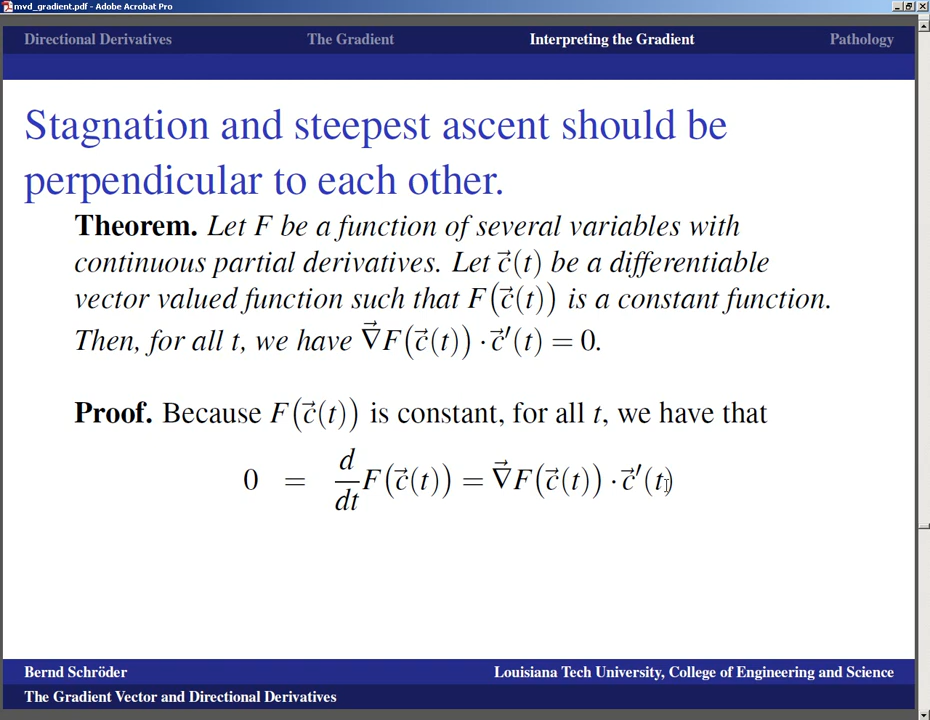 mvd_gradient.pdf - Adobe Acrobat Pro
Directional Derivatives The Gradient Interpreting the Gradient Pathology
Stagnation and steepest ascent should be
perpendicular to each other.
Theorem. Let F be a function of several variables with
continuous partial derivatives. Let c⃗(t) be a differentiable
vector valued function such that F(c⃗(t)) is a constant function.
Then, for all t, we have ∇⃗F(c⃗(t)) · c⃗′(t) = 0.
Proof. Because F(c⃗(t)) is constant, for all t, we have that
0 = d/dt F(c⃗(t)) = ∇⃗F(c⃗(t)) · c⃗′(t)
Bernd Schröder Louisiana Tech University, College of Engineering and Science
The Gradient Vector and Directional Derivatives